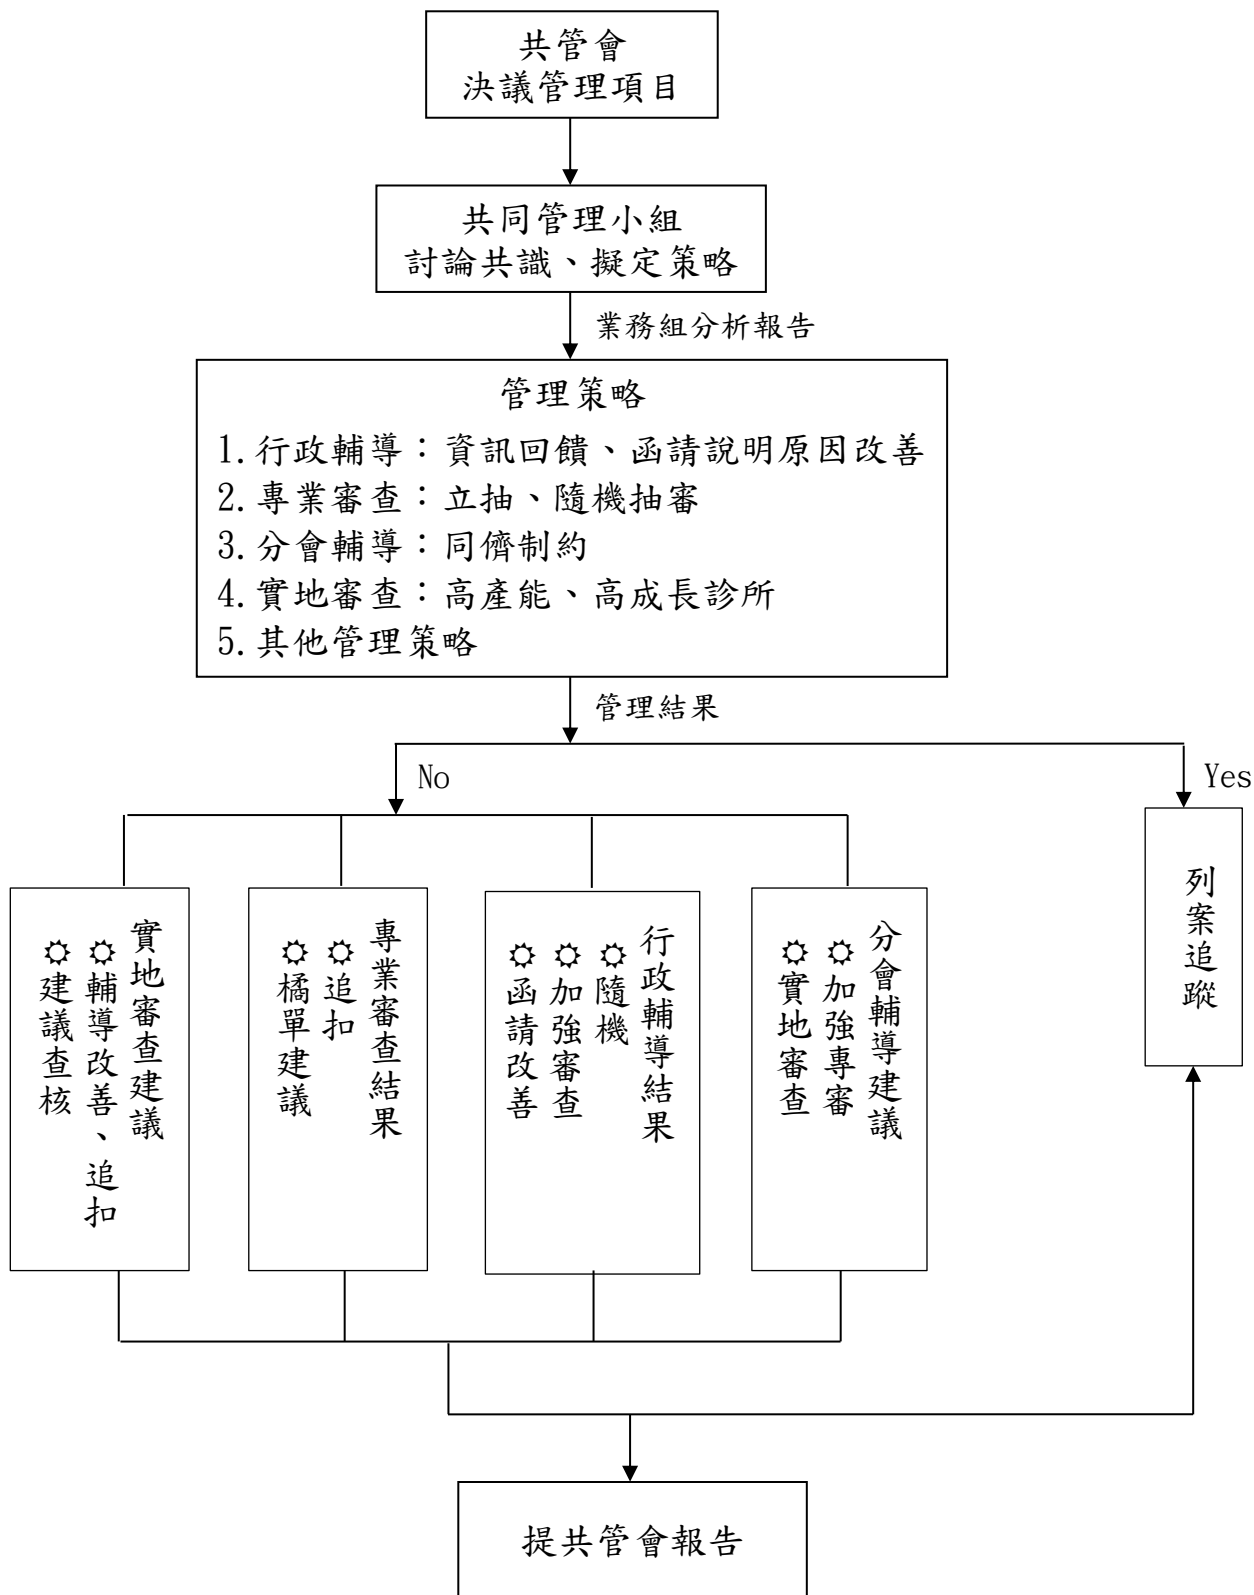 共管會
決議管理項目
共同管理小組
討論共識、擬定策略
業務組分析報告
管理策略
1.行政輔導：資訊回饋、函請說明原因改善
2.專業審查：立抽、隨機抽審
3.分會輔導：同儕制約
4.實地審查：高產能、高成長診所
5.其他管理策略
管理結果
No
Yes
實地審查建議
☼輔導改善、追扣
☼建議查核
專業審查結果
☼追扣
☼橘單建議
行政輔導結果
☼隨機
☼加強審查
☼函請改善
分會輔導建議
☼加強專審
☼實地審查
列案追蹤
提共管會報告